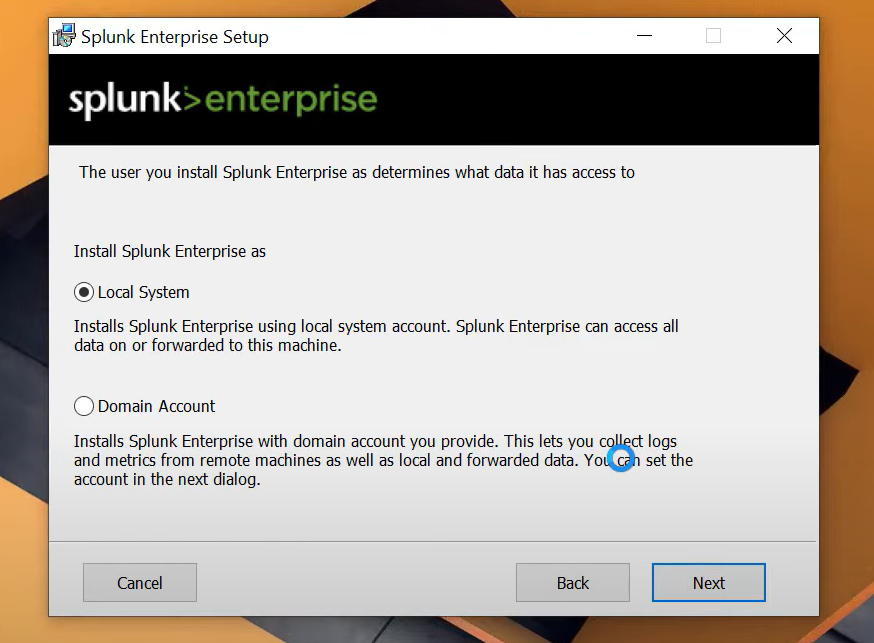 Splunk Enterprise Setup
splunk>enterprise
The user you install Splunk Enterprise as determines what data it has access to
Install Splunk Enterprise as
Local System
Installs Splunk Enterprise using local system account. Splunk Enterprise can access all
data on or forwarded to this machine.
Domain Account
Installs Splunk Enterprise with domain account you provide. This lets you collect logs
and metrics from remote machines as well as local and forwarded data. You can set the
account in the next dialog.
Cancel
Back
Next